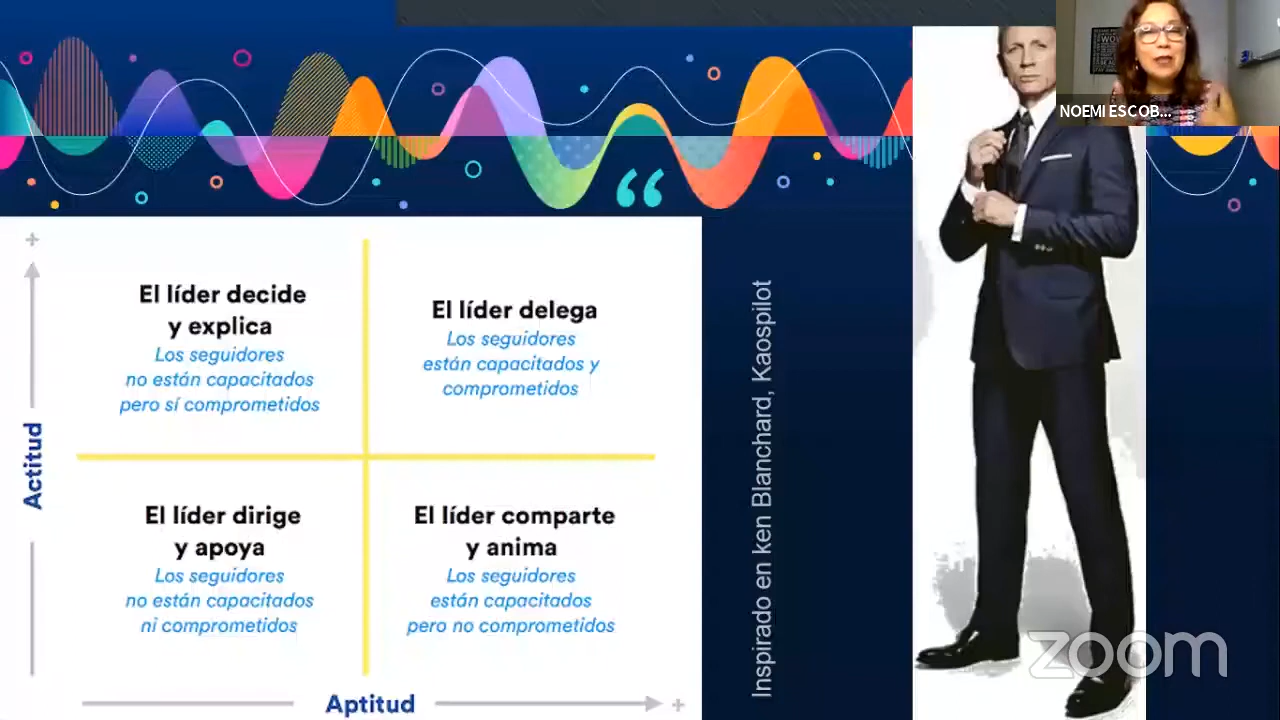 NOEMI ESCOB...
“
+
El líder decide
y explica
Los seguidores
no están capacitados
pero sí comprometidos
El líder delega
Los seguidores
están capacitados y
comprometidos
Actitud
El líder dirige
y apoya
Los seguidores
no están capacitados
ni comprometidos
El líder comparte
y anima
Los seguidores
están capacitados
pero no comprometidos
Aptitud
+
Inspirado en ken Blanchard, Kaospilot
zoom